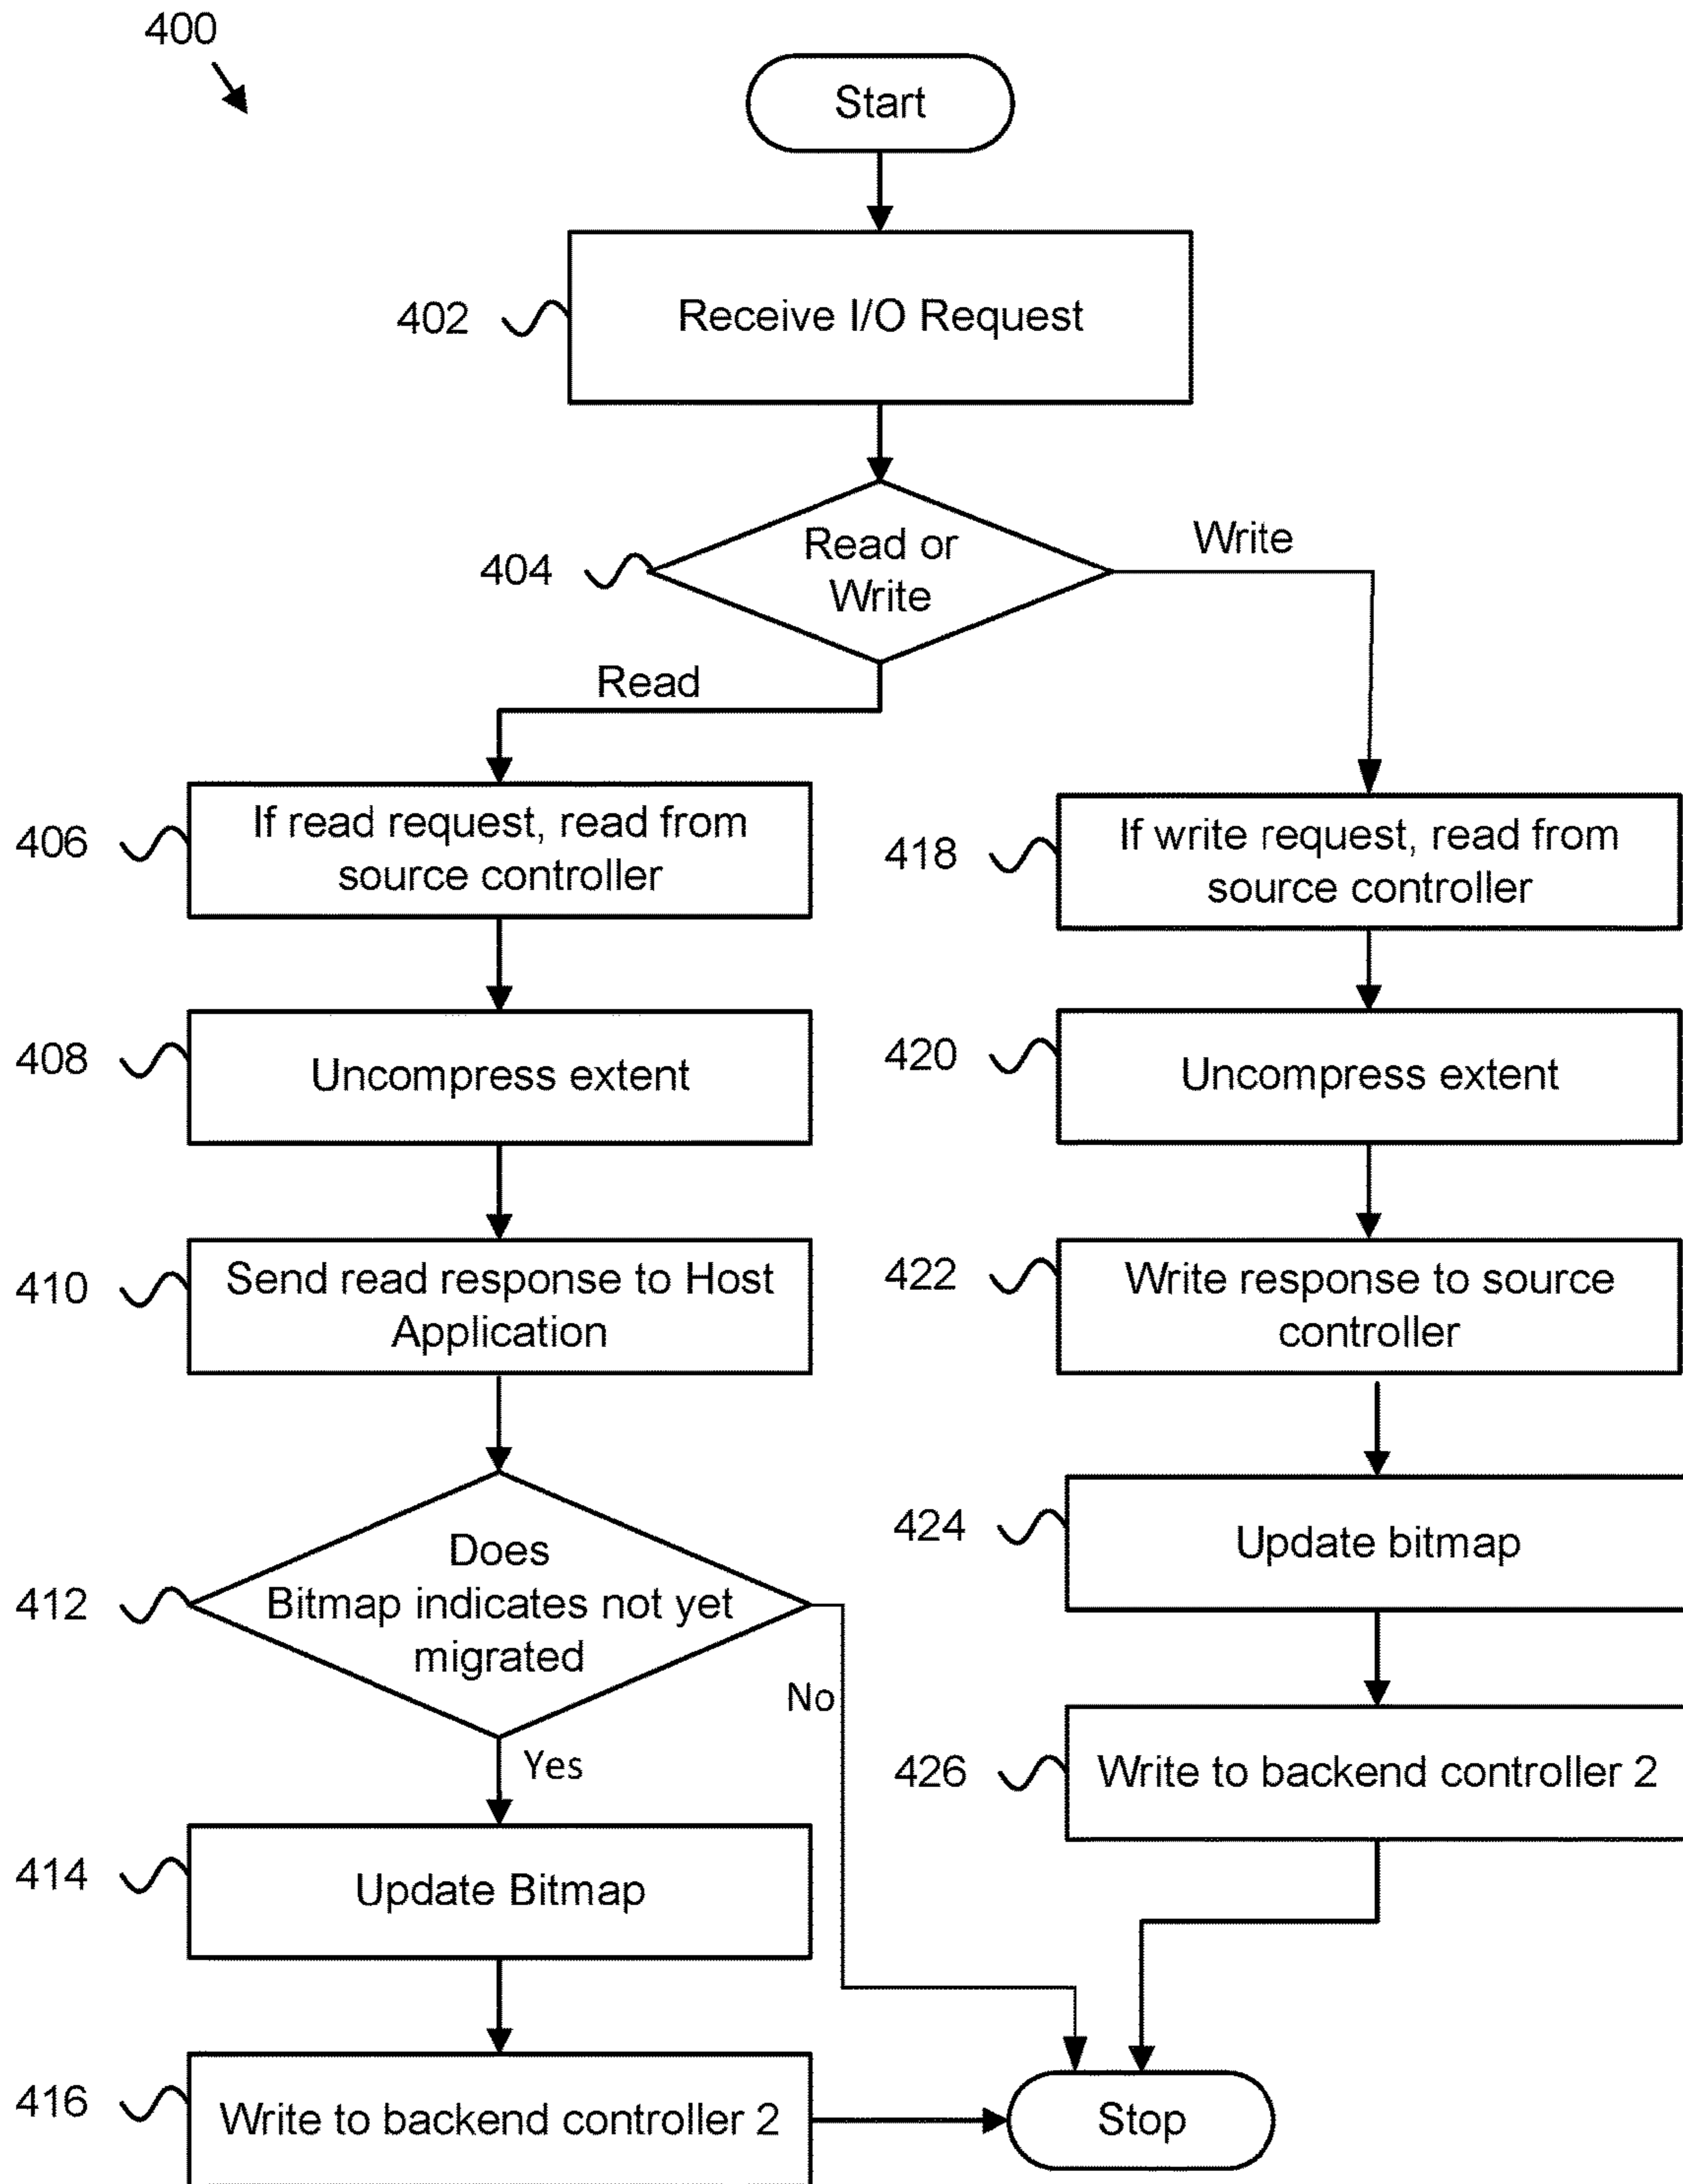 400
Start
402
Receive I/O Request
404
Read or
Write
Write
Read
406
If read request, read from
source controller
418
If write request, read from
source controller
408
Uncompress extent
420
Uncompress extent
410
Send read response to Host
Application
422
Write response to source
controller
412
Does
Bitmap indicates not yet
migrated
No
Yes
424
Update bitmap
426
Write to backend controller 2
414
Update Bitmap
416
Write to backend controller 2
Stop